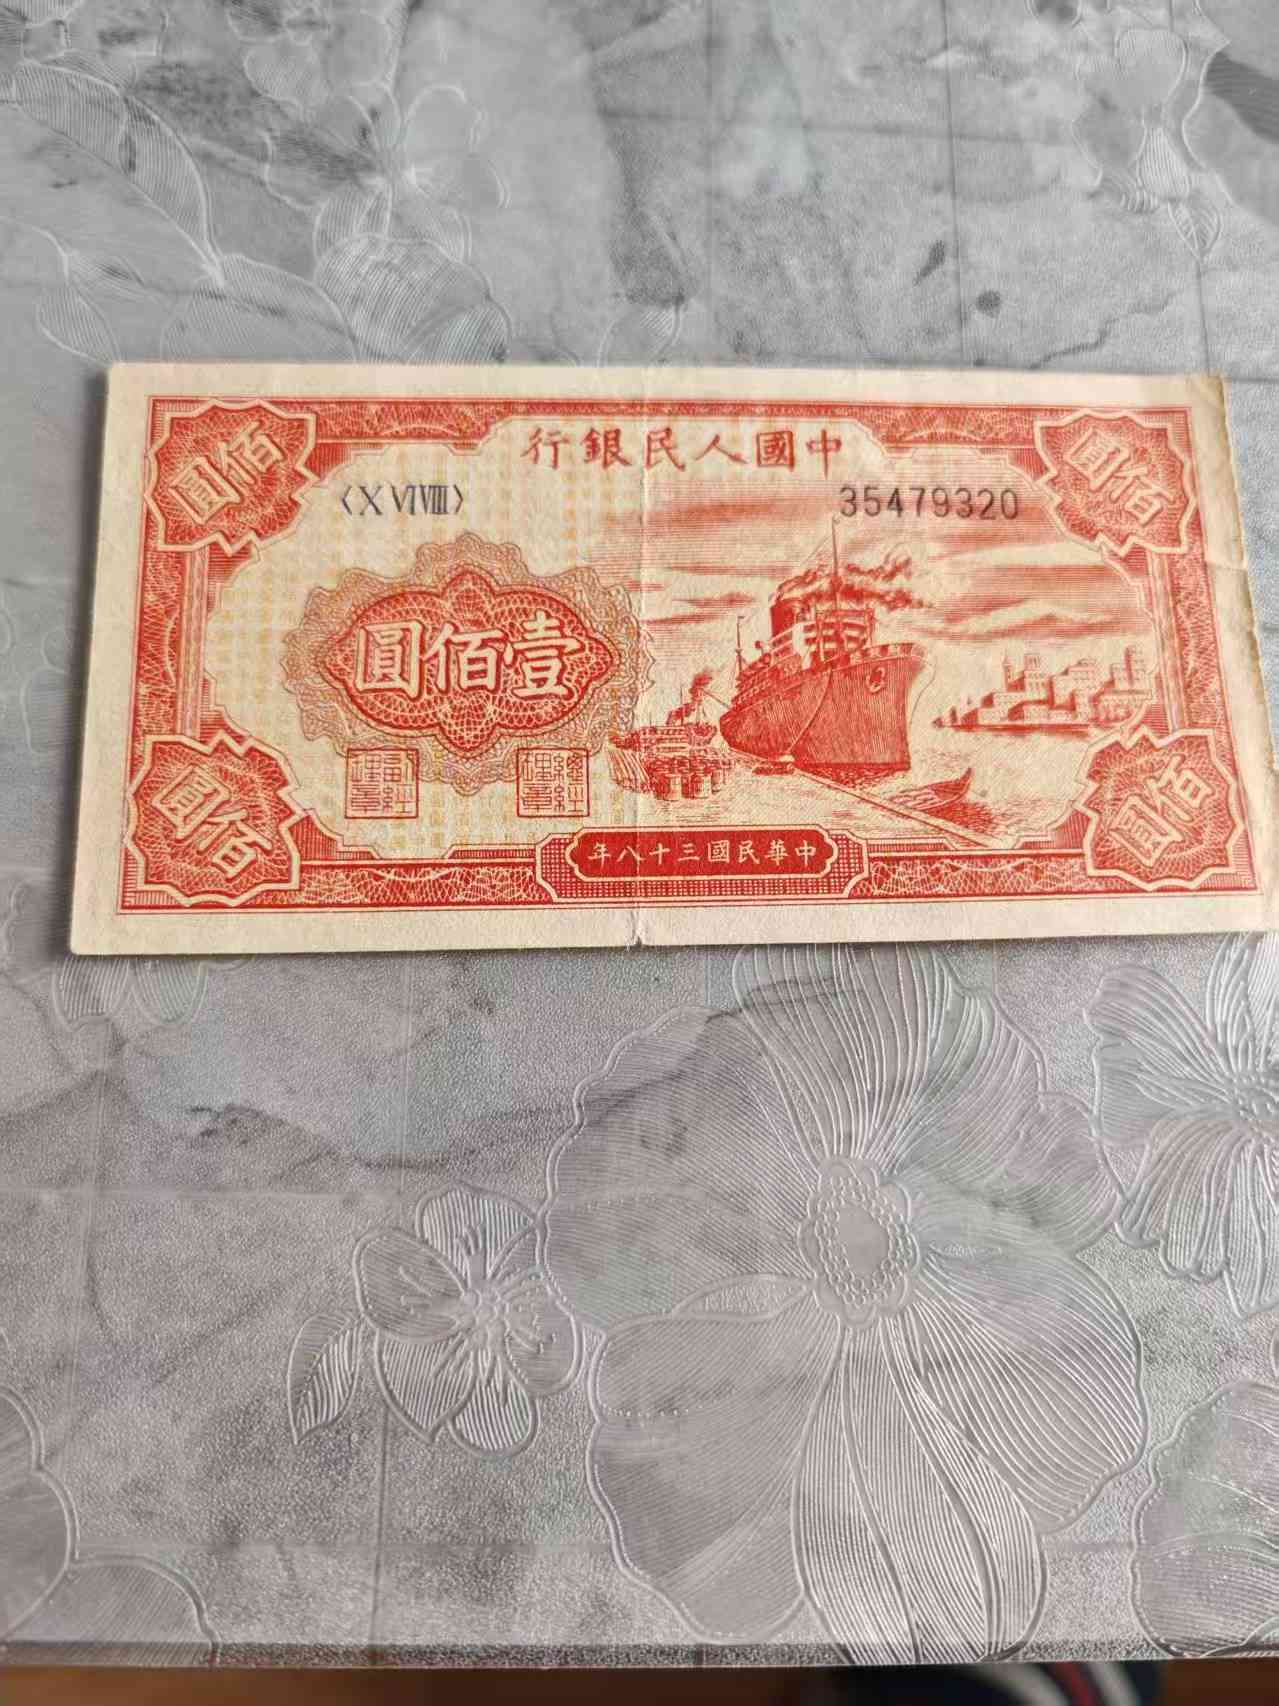 中國人民銀行
〈X VI VIII〉
35479320
佰圓
佰圓
壹佰圓
總經理章
副經理章
佰圓
佰圓
中華民國三十八年